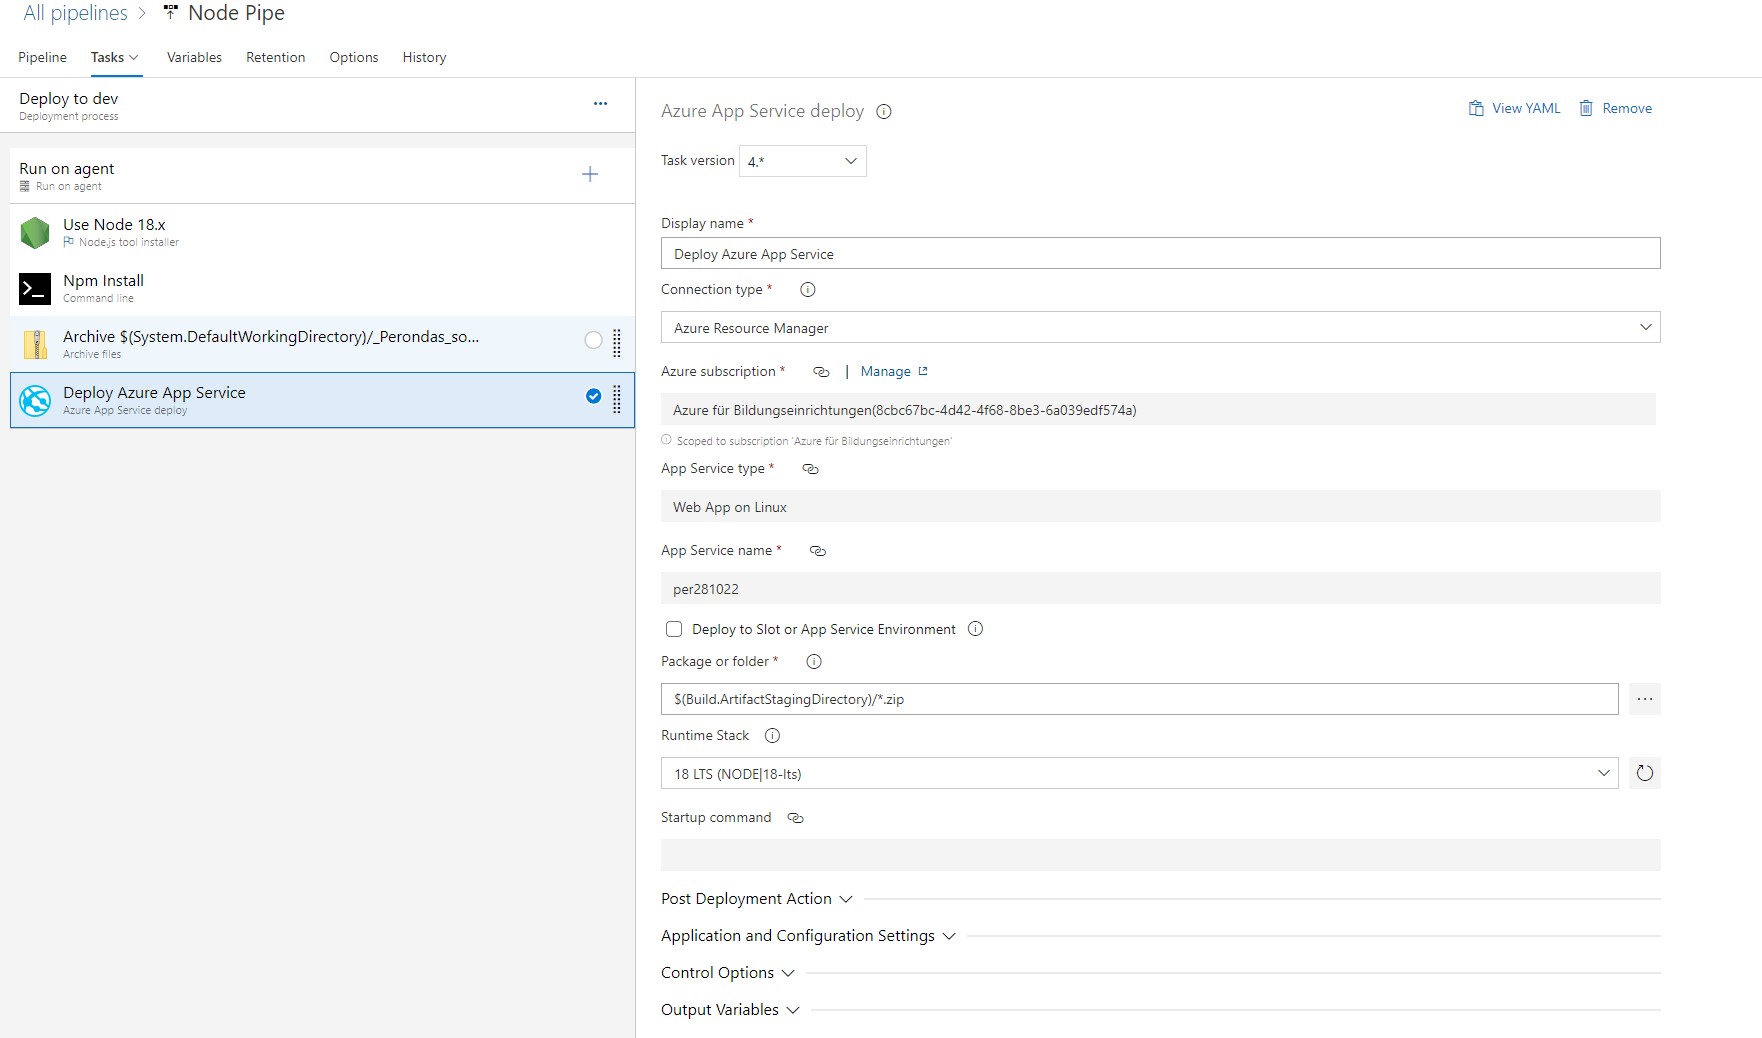 All pipelines > Node Pipe
Pipeline Tasks Variables Retention Options History
Deploy to dev
Deployment process
Run on agent
Run on agent
Use Node 18.x
Node.js tool installer
Npm Install
Command line
Archive $(System.DefaultWorkingDirectory)/_Perondas_so...
Archive files
Deploy Azure App Service
Azure App Service deploy
Azure App Service deploy
View YAML Remove
Task version 4.*
Display name *
Deploy Azure App Service
Connection type *
Azure Resource Manager
Azure subscription * | Manage
Azure für Bildungseinrichtungen(8cbc67bc-4d42-4f68-8be3-6a039edf574a)
Scoped to subscription 'Azure für Bildungseinrichtungen'
App Service type *
Web App on Linux
App Service name *
per281022
Deploy to Slot or App Service Environment
Package or folder *
$(Build.ArtifactStagingDirectory)/*.zip
Runtime Stack
18 LTS (NODE|18-lts)
Startup command
Post Deployment Action
Application and Configuration Settings
Control Options
Output Variables